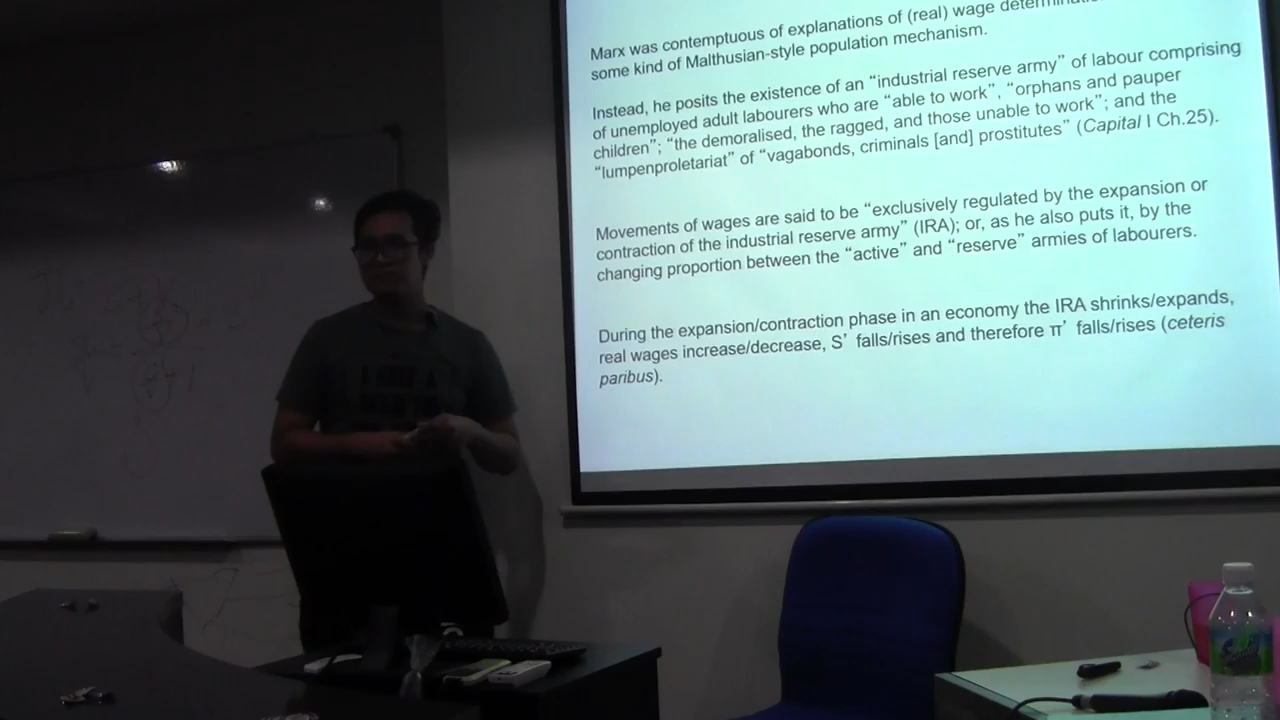 Marx was contemptuous of explanations of (real) wage
some kind of Malthusian-style population mechanism.
Instead, he posits the existence of an “industrial reserve army” of labour comprising
of unemployed adult labourers who are “able to work”, “orphans and pauper
children”; “the demoralised, the ragged, and those unable to work”; and the
“lumpenproletariat” of “vagabonds, criminals [and] prostitutes” (Capital I Ch.25).
Movements of wages are said to be “exclusively regulated by the expansion or
contraction of the industrial reserve army” (IRA); or, as he also puts it, by the
changing proportion between the “active” and “reserve” armies of labourers.
During the expansion/contraction phase in an economy the IRA shrinks/expands,
real wages increase/decrease, S’ falls/rises and therefore π’ falls/rises (ceteris
paribus).